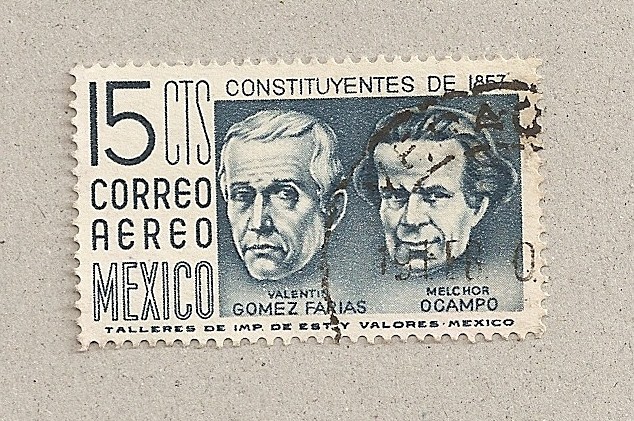 15 CTS
CONSTITUYENTES DE 1857
CORREO
AEREO
MEXICO
VALENTIN
GOMEZ FARIAS
MELCHOR
OCAMPO
TALLERES DE IMP. DE EST. Y VALORES-MEXICO